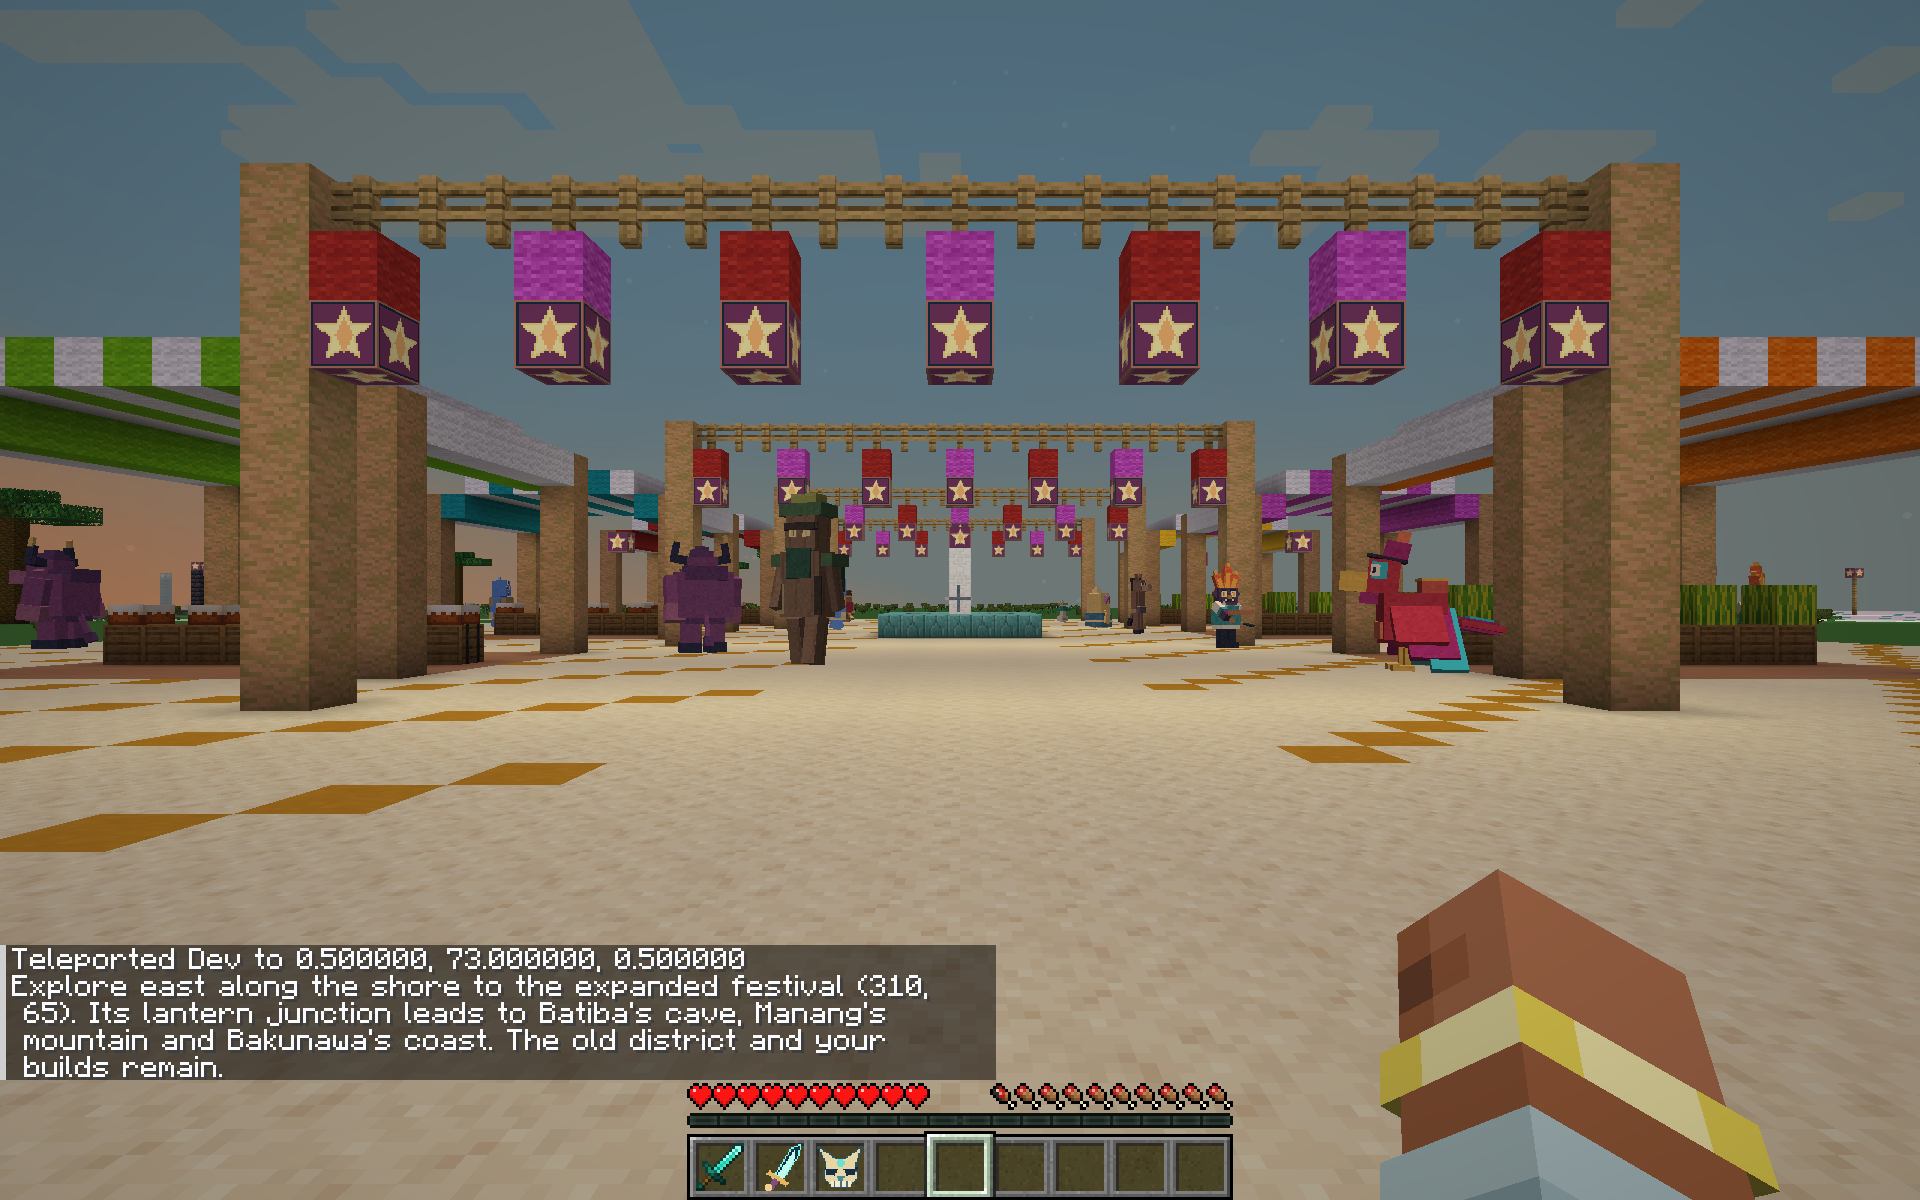 Teleported Dev to 0.500000, 73.000000, 0.500000
Explore east along the shore to the expanded festival (310,
65). Its lantern junction leads to Batiba's cave, Manang's
mountain and Bakunawa's coast. The old district and your
builds remain.